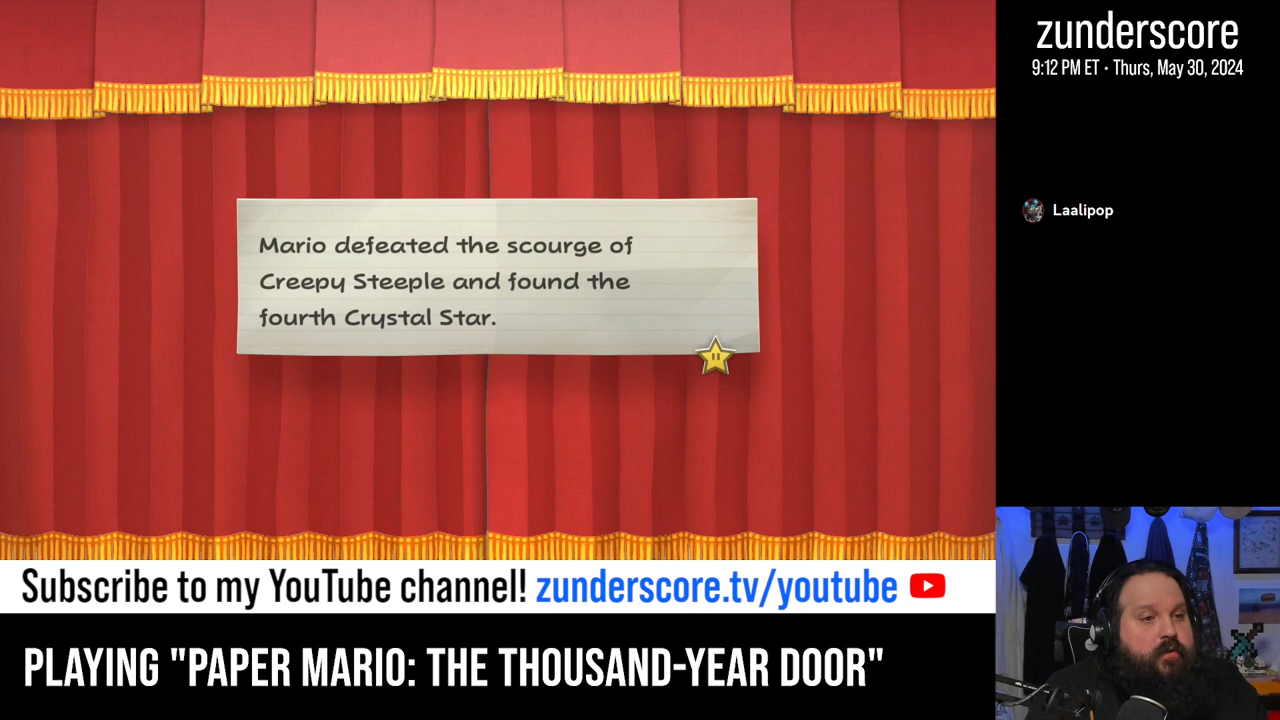 zunderscore
9:12 PM ET • Thurs, May 30, 2024
Laalipop
Mario defeated the scourge of
Creepy Steeple and found the
fourth Crystal Star.
Subscribe to my YouTube channel! zunderscore.tv/youtube
PLAYING "PAPER MARIO: THE THOUSAND-YEAR DOOR"